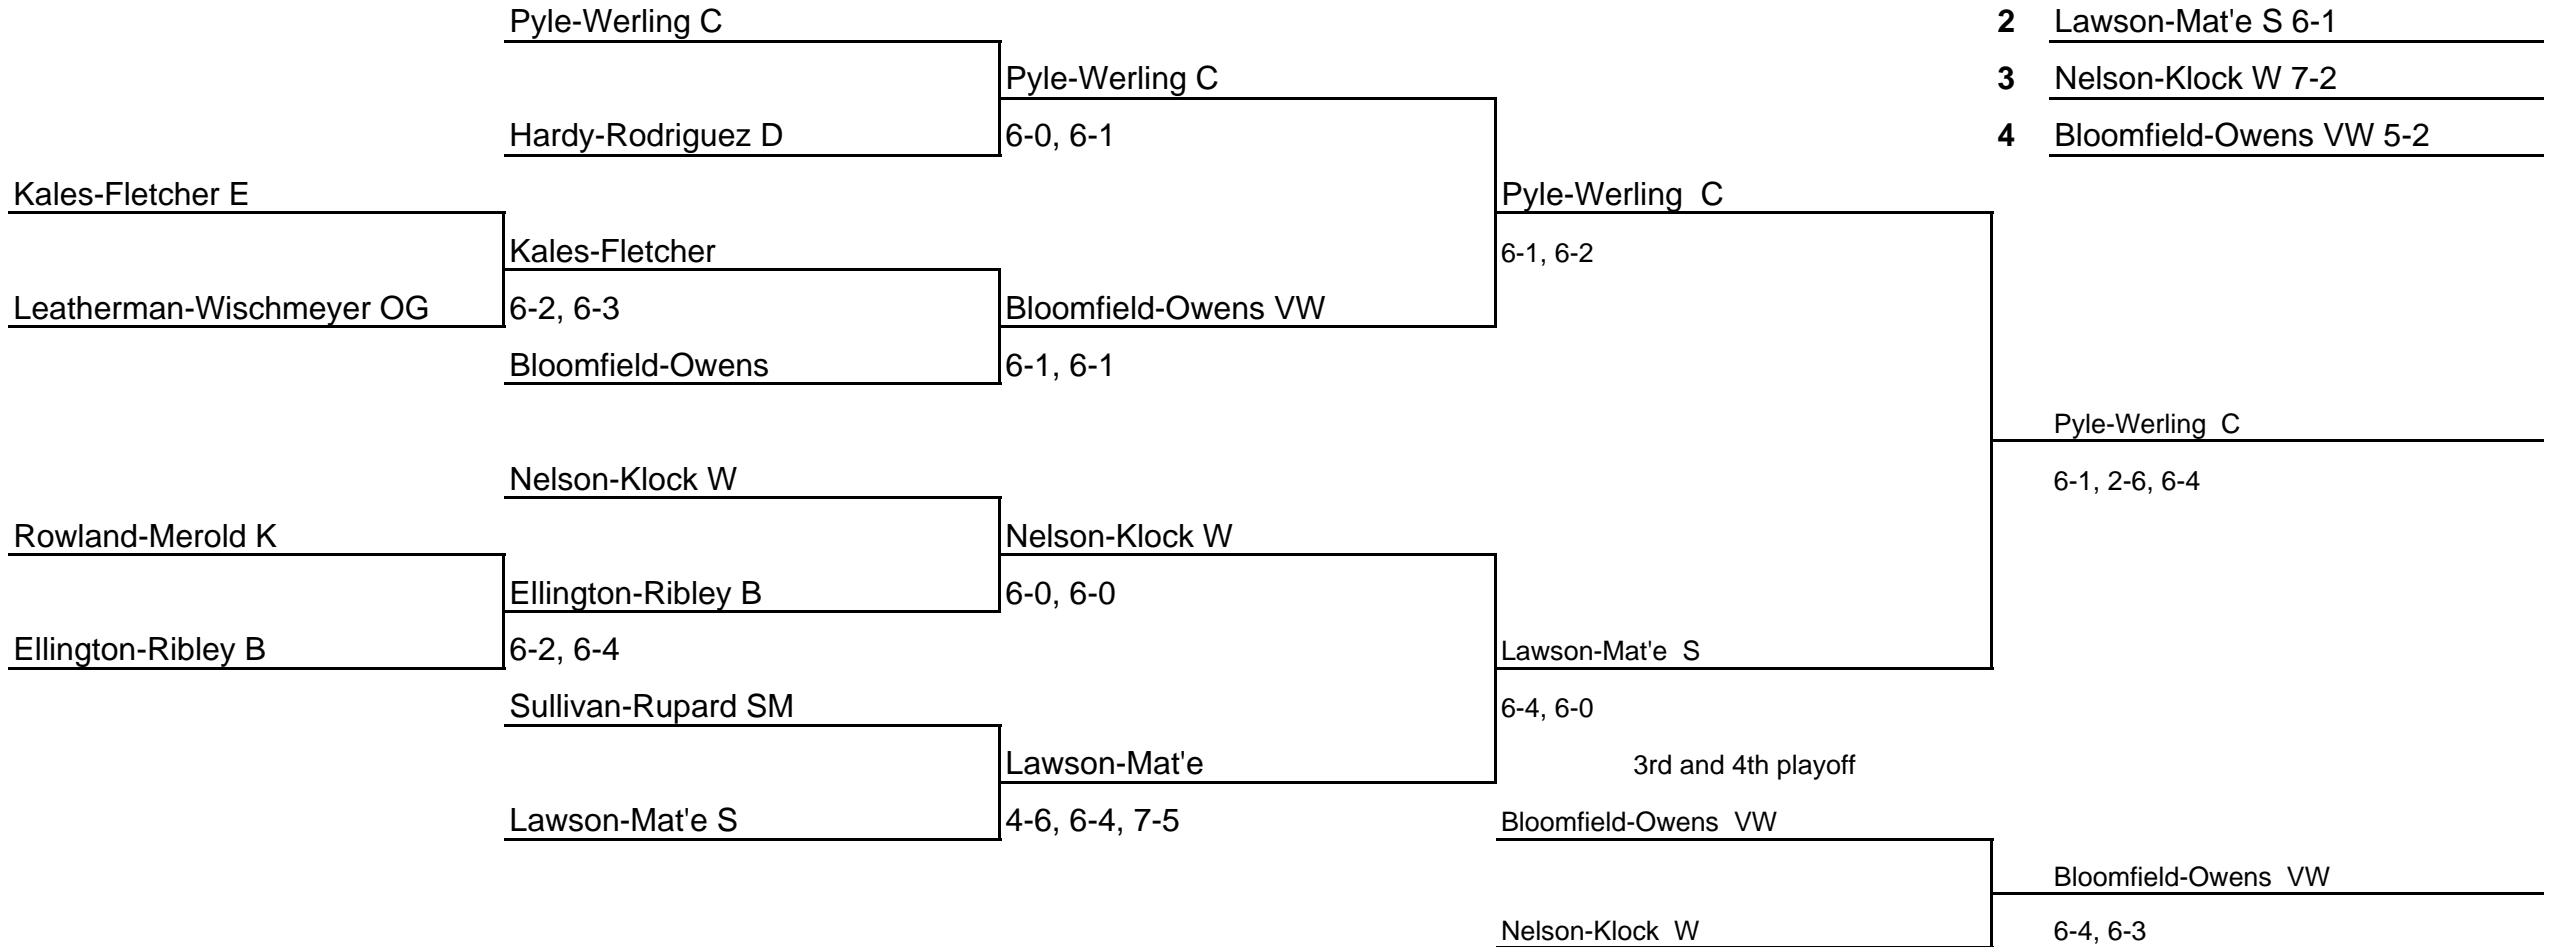 Pyle-Werling C
2 Lawson-Mat'e S 6-1
Pyle-Werling C
3 Nelson-Klock W 7-2
Hardy-Rodriguez D
6-0, 6-1
4 Bloomfield-Owens VW 5-2
Kales-Fletcher E
Pyle-Werling  C
Kales-Fletcher
6-1, 6-2
Leatherman-Wischmeyer OG
6-2, 6-3
Bloomfield-Owens VW
Bloomfield-Owens
6-1, 6-1
Pyle-Werling  C
Nelson-Klock W
6-1, 2-6, 6-4
Rowland-Merold K
Nelson-Klock W
Ellington-Ribley B
6-0, 6-0
Ellington-Ribley B
6-2, 6-4
Lawson-Mat'e  S
Sullivan-Rupard SM
6-4, 6-0
Lawson-Mat'e
3rd and 4th playoff
Lawson-Mat'e S
4-6, 6-4, 7-5
Bloomfield-Owens  VW
Bloomfield-Owens  VW
Nelson-Klock  W
6-4, 6-3